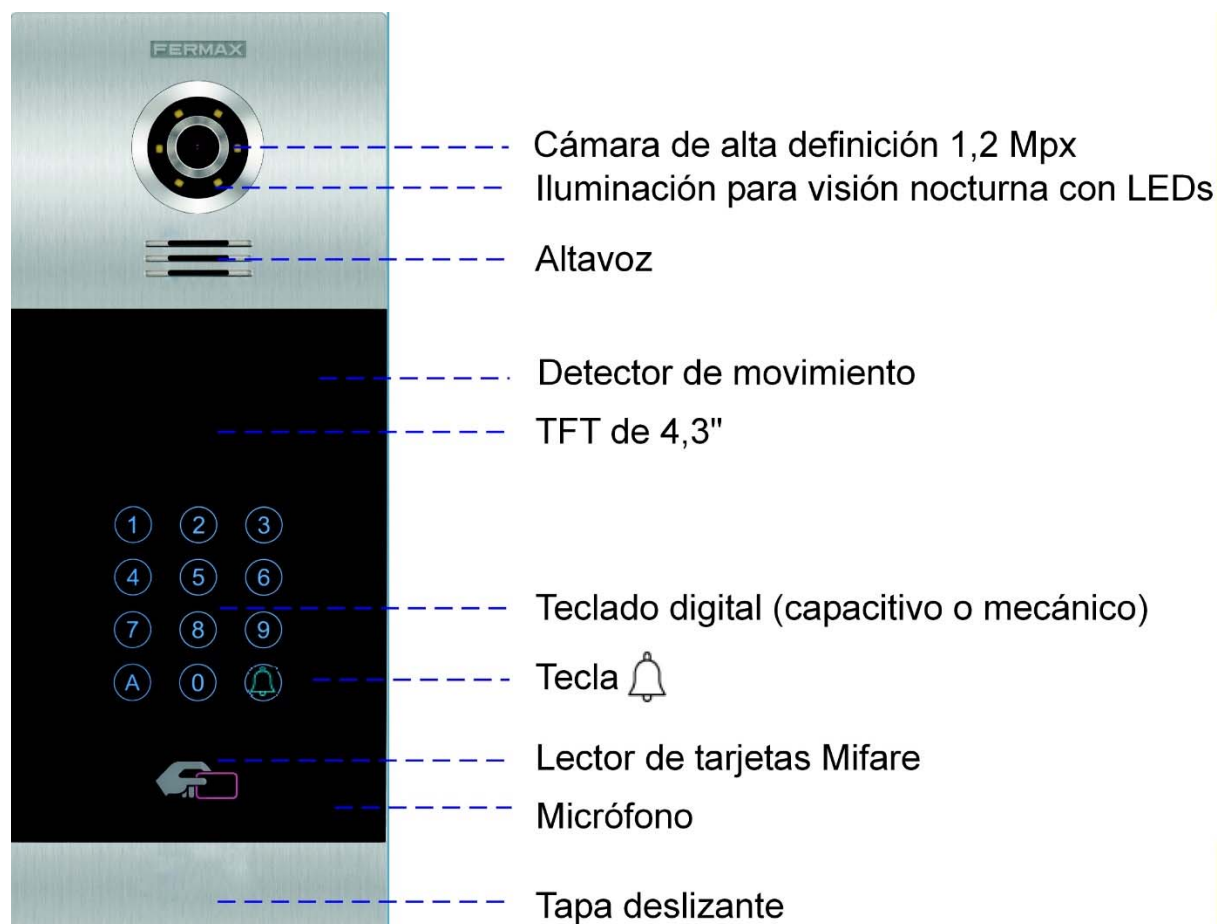 FERMAX
Cámara de alta definición 1,2 Mpx
Iluminación para visión nocturna con LEDs
Altavoz
Detector de movimiento
TFT de 4,3"
1 2 3
4 5 6
7 8 9
A 0
Teclado digital (capacitivo o mecánico)
Tecla
Lector de tarjetas Mifare
Micrófono
Tapa deslizante